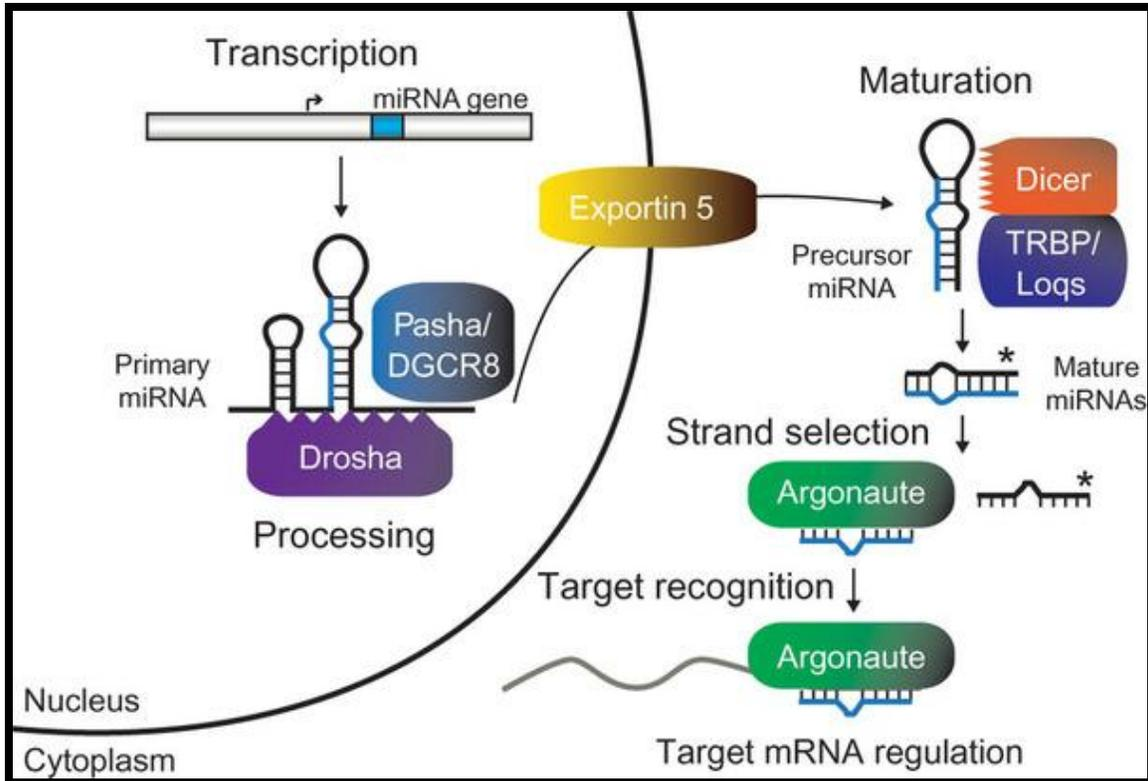 Transcription
miRNA gene
Maturation
Exportin 5
Dicer
TRBP/
Loqs
Precursor
miRNA
Pasha/
DGCR8
Primary
miRNA
Drosha
Processing
*
Mature
miRNAs
Strand selection
Argonaute
*
Target recognition
Argonaute
Target mRNA regulation
Nucleus
Cytoplasm